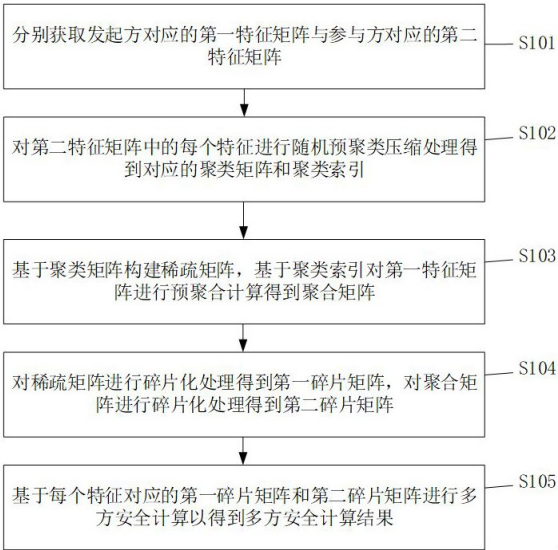 分别获取发起方对应的第一特征矩阵与参与方对应的第二
特征矩阵
S101
对第二特征矩阵中的每个特征进行随机预聚类压缩处理得
到对应的聚类矩阵和聚类索引
S102
基于聚类矩阵构建稀疏矩阵，基于聚类索引对第一特征矩
阵进行预聚合计算得到聚合矩阵
S103
对稀疏矩阵进行碎片化处理得到第一碎片矩阵，对聚合矩
阵进行碎片化处理得到第二碎片矩阵
S104
基于每个特征对应的第一碎片矩阵和第二碎片矩阵进行多
方安全计算以得到多方安全计算结果
S105